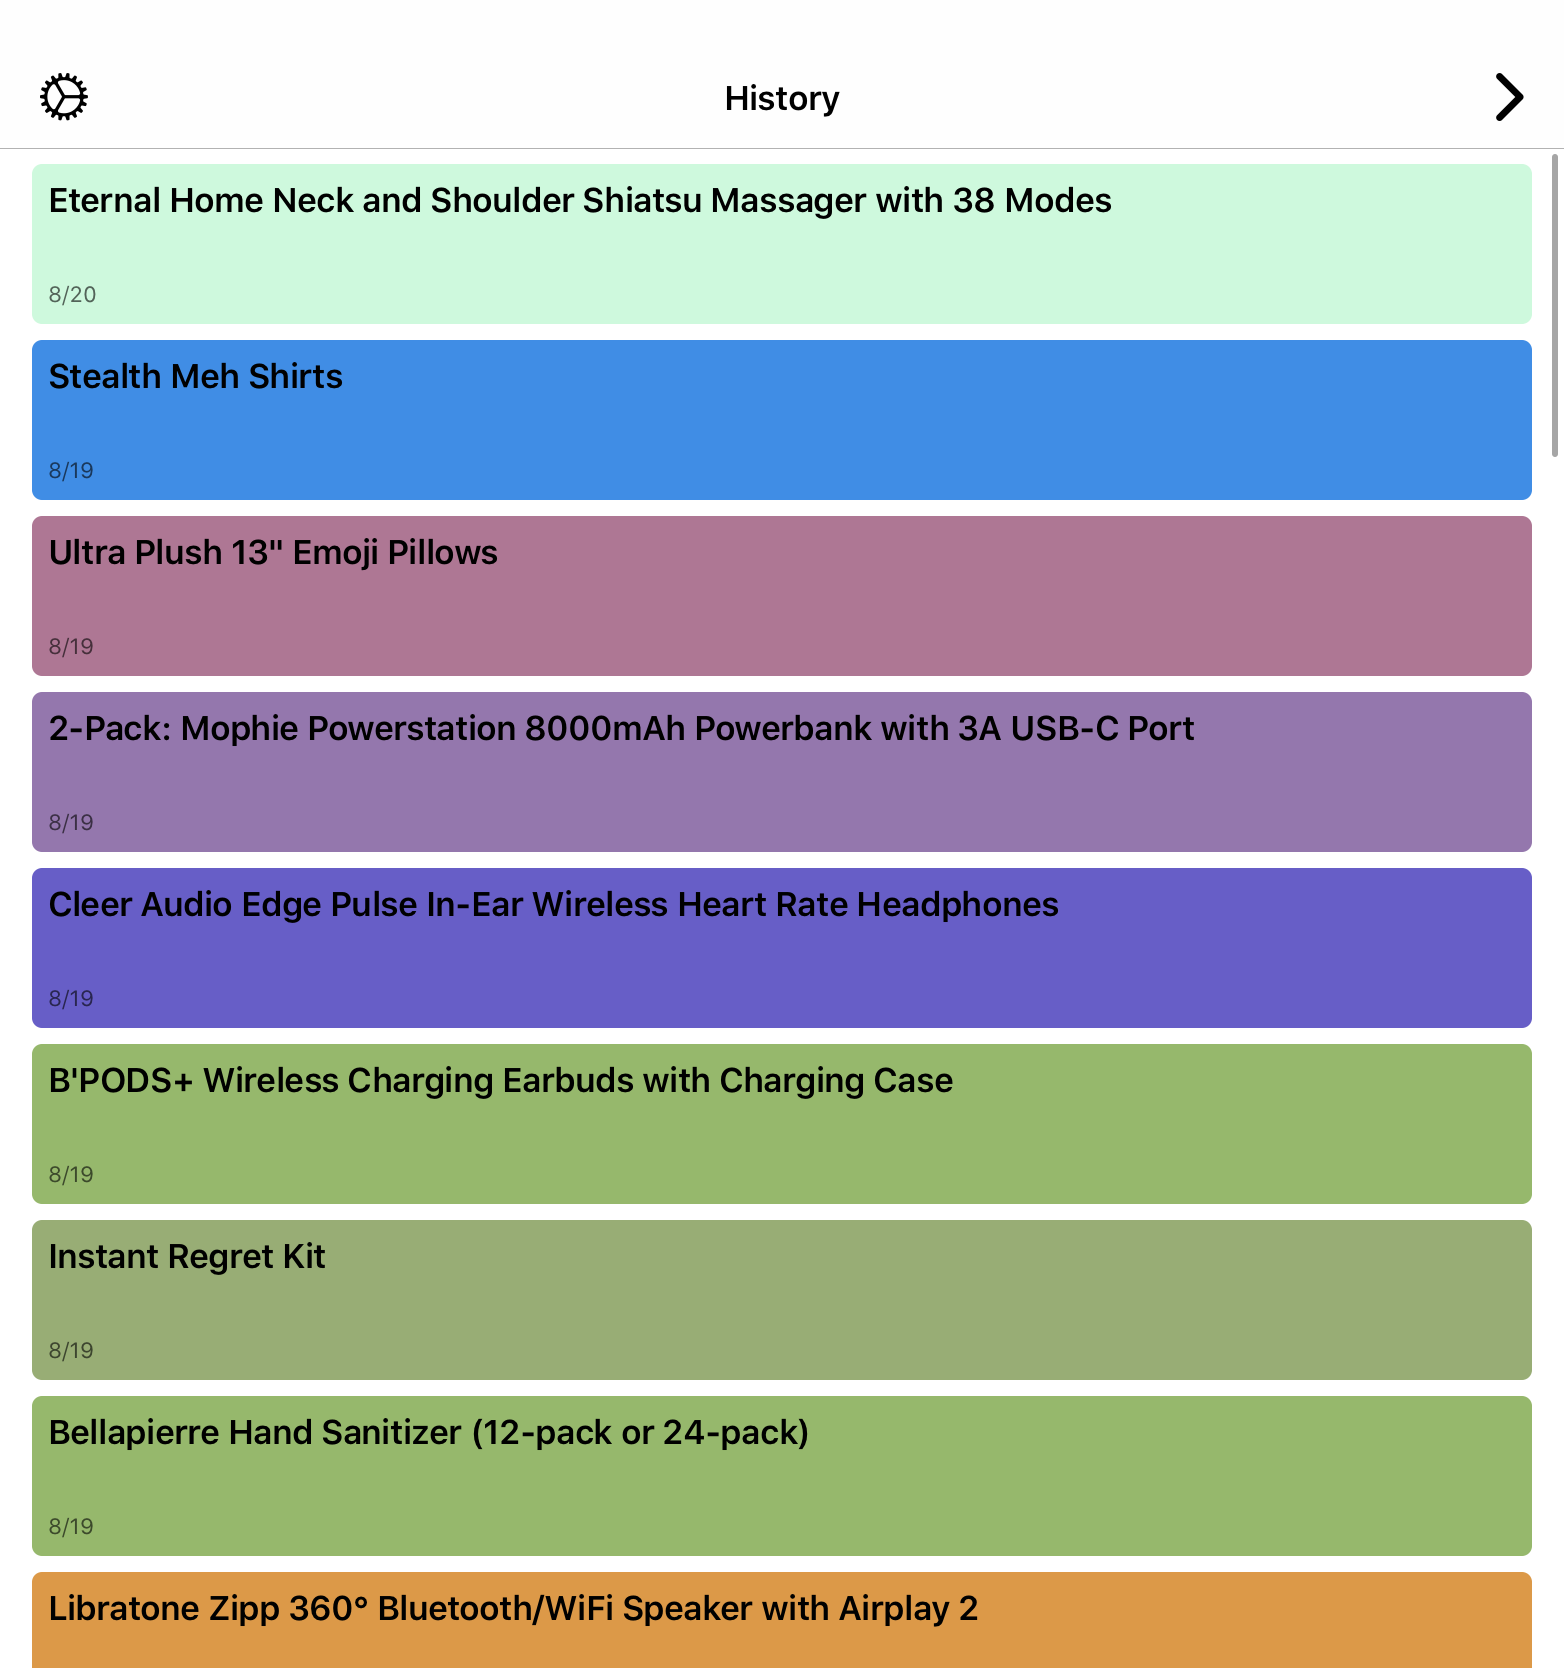 History
Eternal Home Neck and Shoulder Shiatsu Massager with 38 Modes
8/20
Stealth Meh Shirts
8/19
Ultra Plush 13" Emoji Pillows
8/19
2-Pack: Mophie Powerstation 8000mAh Powerbank with 3A USB-C Port
8/19
Cleer Audio Edge Pulse In-Ear Wireless Heart Rate Headphones
8/19
B'PODS+ Wireless Charging Earbuds with Charging Case
8/19
Instant Regret Kit
8/19
Bellapierre Hand Sanitizer (12-pack or 24-pack)
8/19
Libratone Zipp 360° Bluetooth/WiFi Speaker with Airplay 2